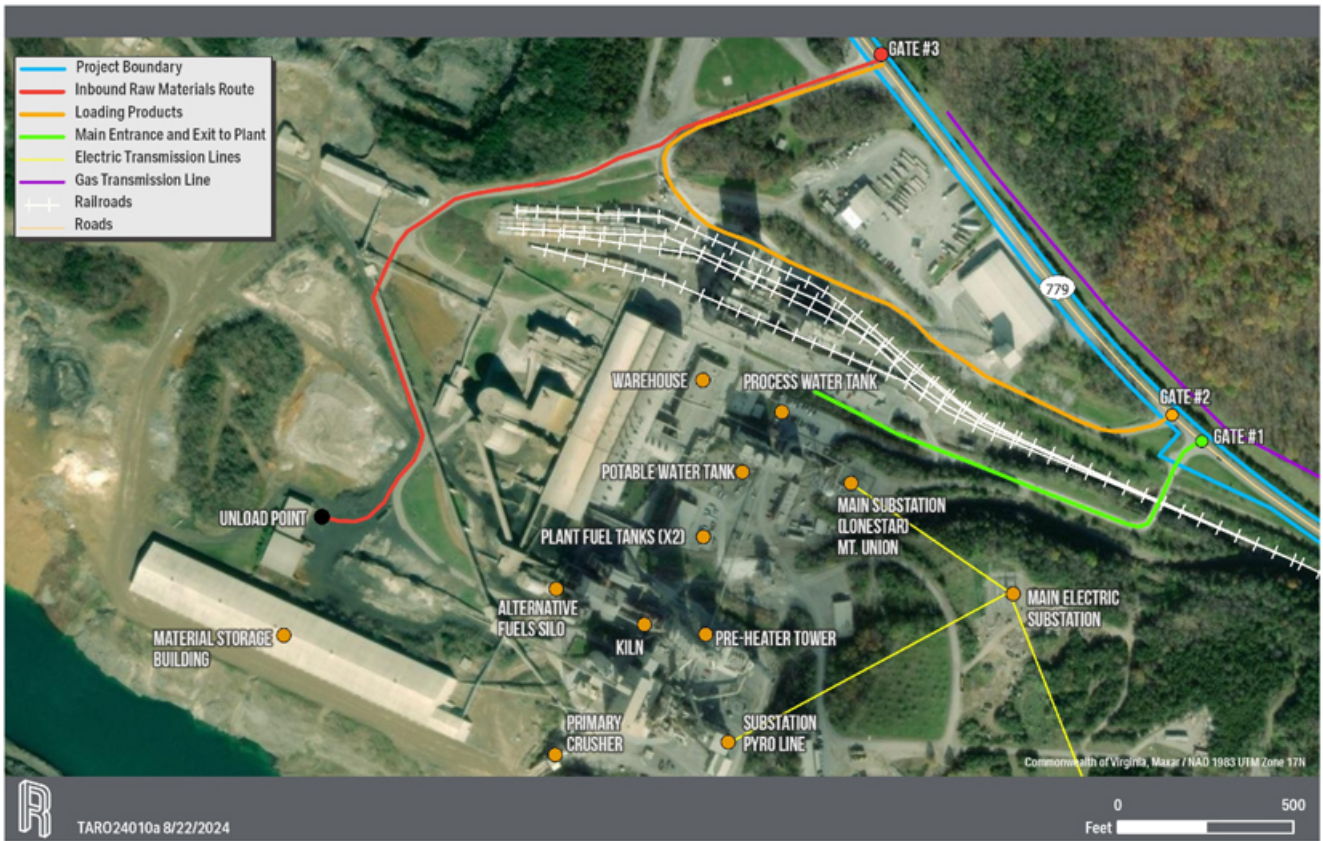 Project Boundary
Inbound Raw Materials Route
Loading Products
Main Entrance and Exit to Plant
Electric Transmission Lines
Gas Transmission Line
Railroads
Roads
GATE #3
779
WAREHOUSE
PROCESS WATER TANK
GATE #2
GATE #1
POTABLE WATER TANK
MAIN SUBSTATION
(LONESTAR)
MT. UNION
UNLOAD POINT
PLANT FUEL TANKS (X2)
ALTERNATIVE
FUELS SILO
MAIN ELECTRIC
SUBSTATION
MATERIAL STORAGE
BUILDING
KILN
PRE-HEATER TOWER
PRIMARY
CRUSHER
SUBSTATION
PYRO LINE
Commonwealth of Virginia, Maxar / NAD 1983 UTM Zone 17N
R
TARO24010a 8/22/2024
0 500
Feet